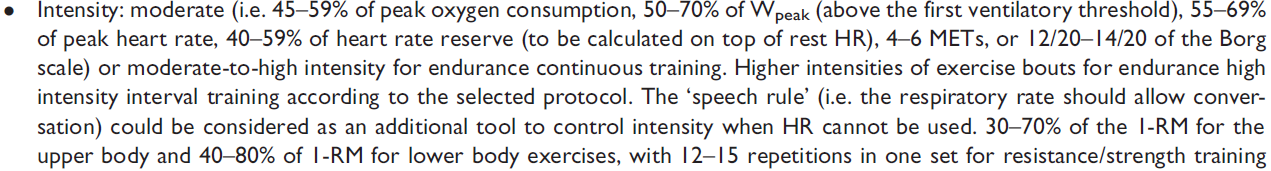 • Intensity: moderate (i.e. 45–59% of peak oxygen consumption, 50–70% of Wpeak (above the first ventilatory threshold), 55–69%
of peak heart rate, 40–59% of heart rate reserve (to be calculated on top of rest HR), 4–6 METs, or 12/20–14/20 of the Borg
scale) or moderate-to-high intensity for endurance continuous training. Higher intensities of exercise bouts for endurance high
intensity interval training according to the selected protocol. The ‘speech rule’ (i.e. the respiratory rate should allow conver-
sation) could be considered as an additional tool to control intensity when HR cannot be used. 30–70% of the 1-RM for the
upper body and 40–80% of 1-RM for lower body exercises, with 12–15 repetitions in one set for resistance/strength training